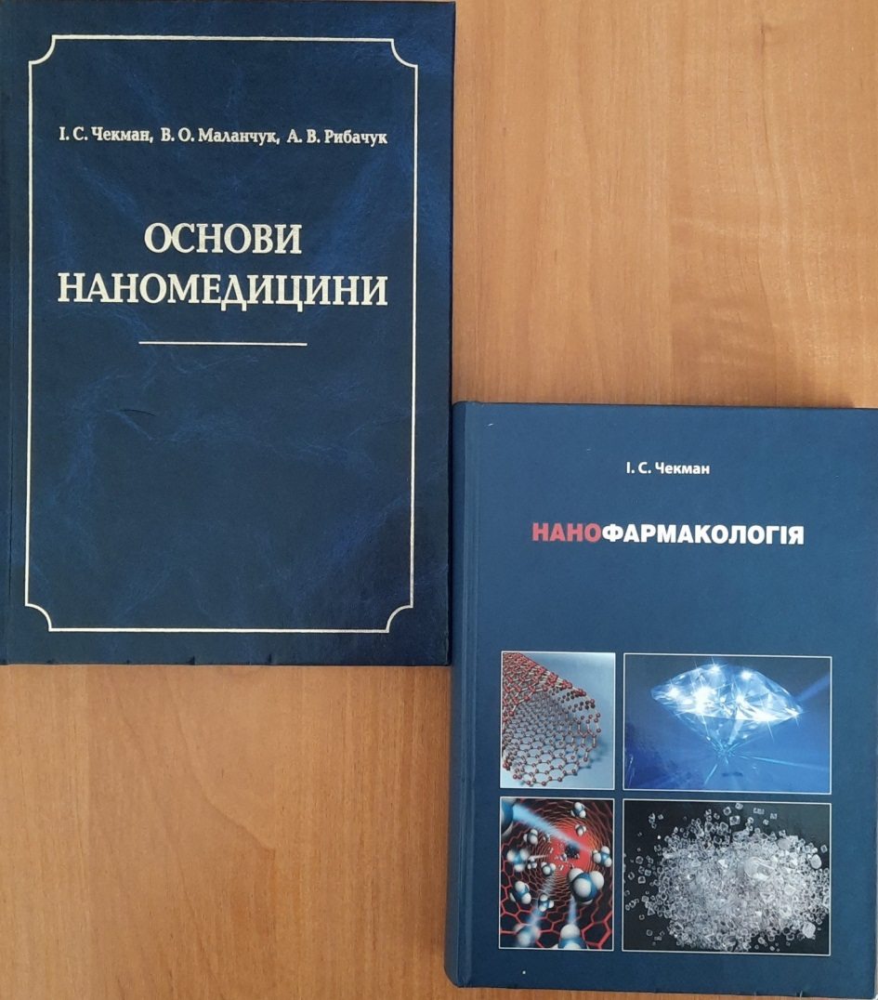 І. С. Чекман, В. О. Маланчук, А. В. Рибачук
ОСНОВИ
НАНОМЕДИЦИНИ
І. С. Чекман
НАНОФАРМАКОЛОГІЯ